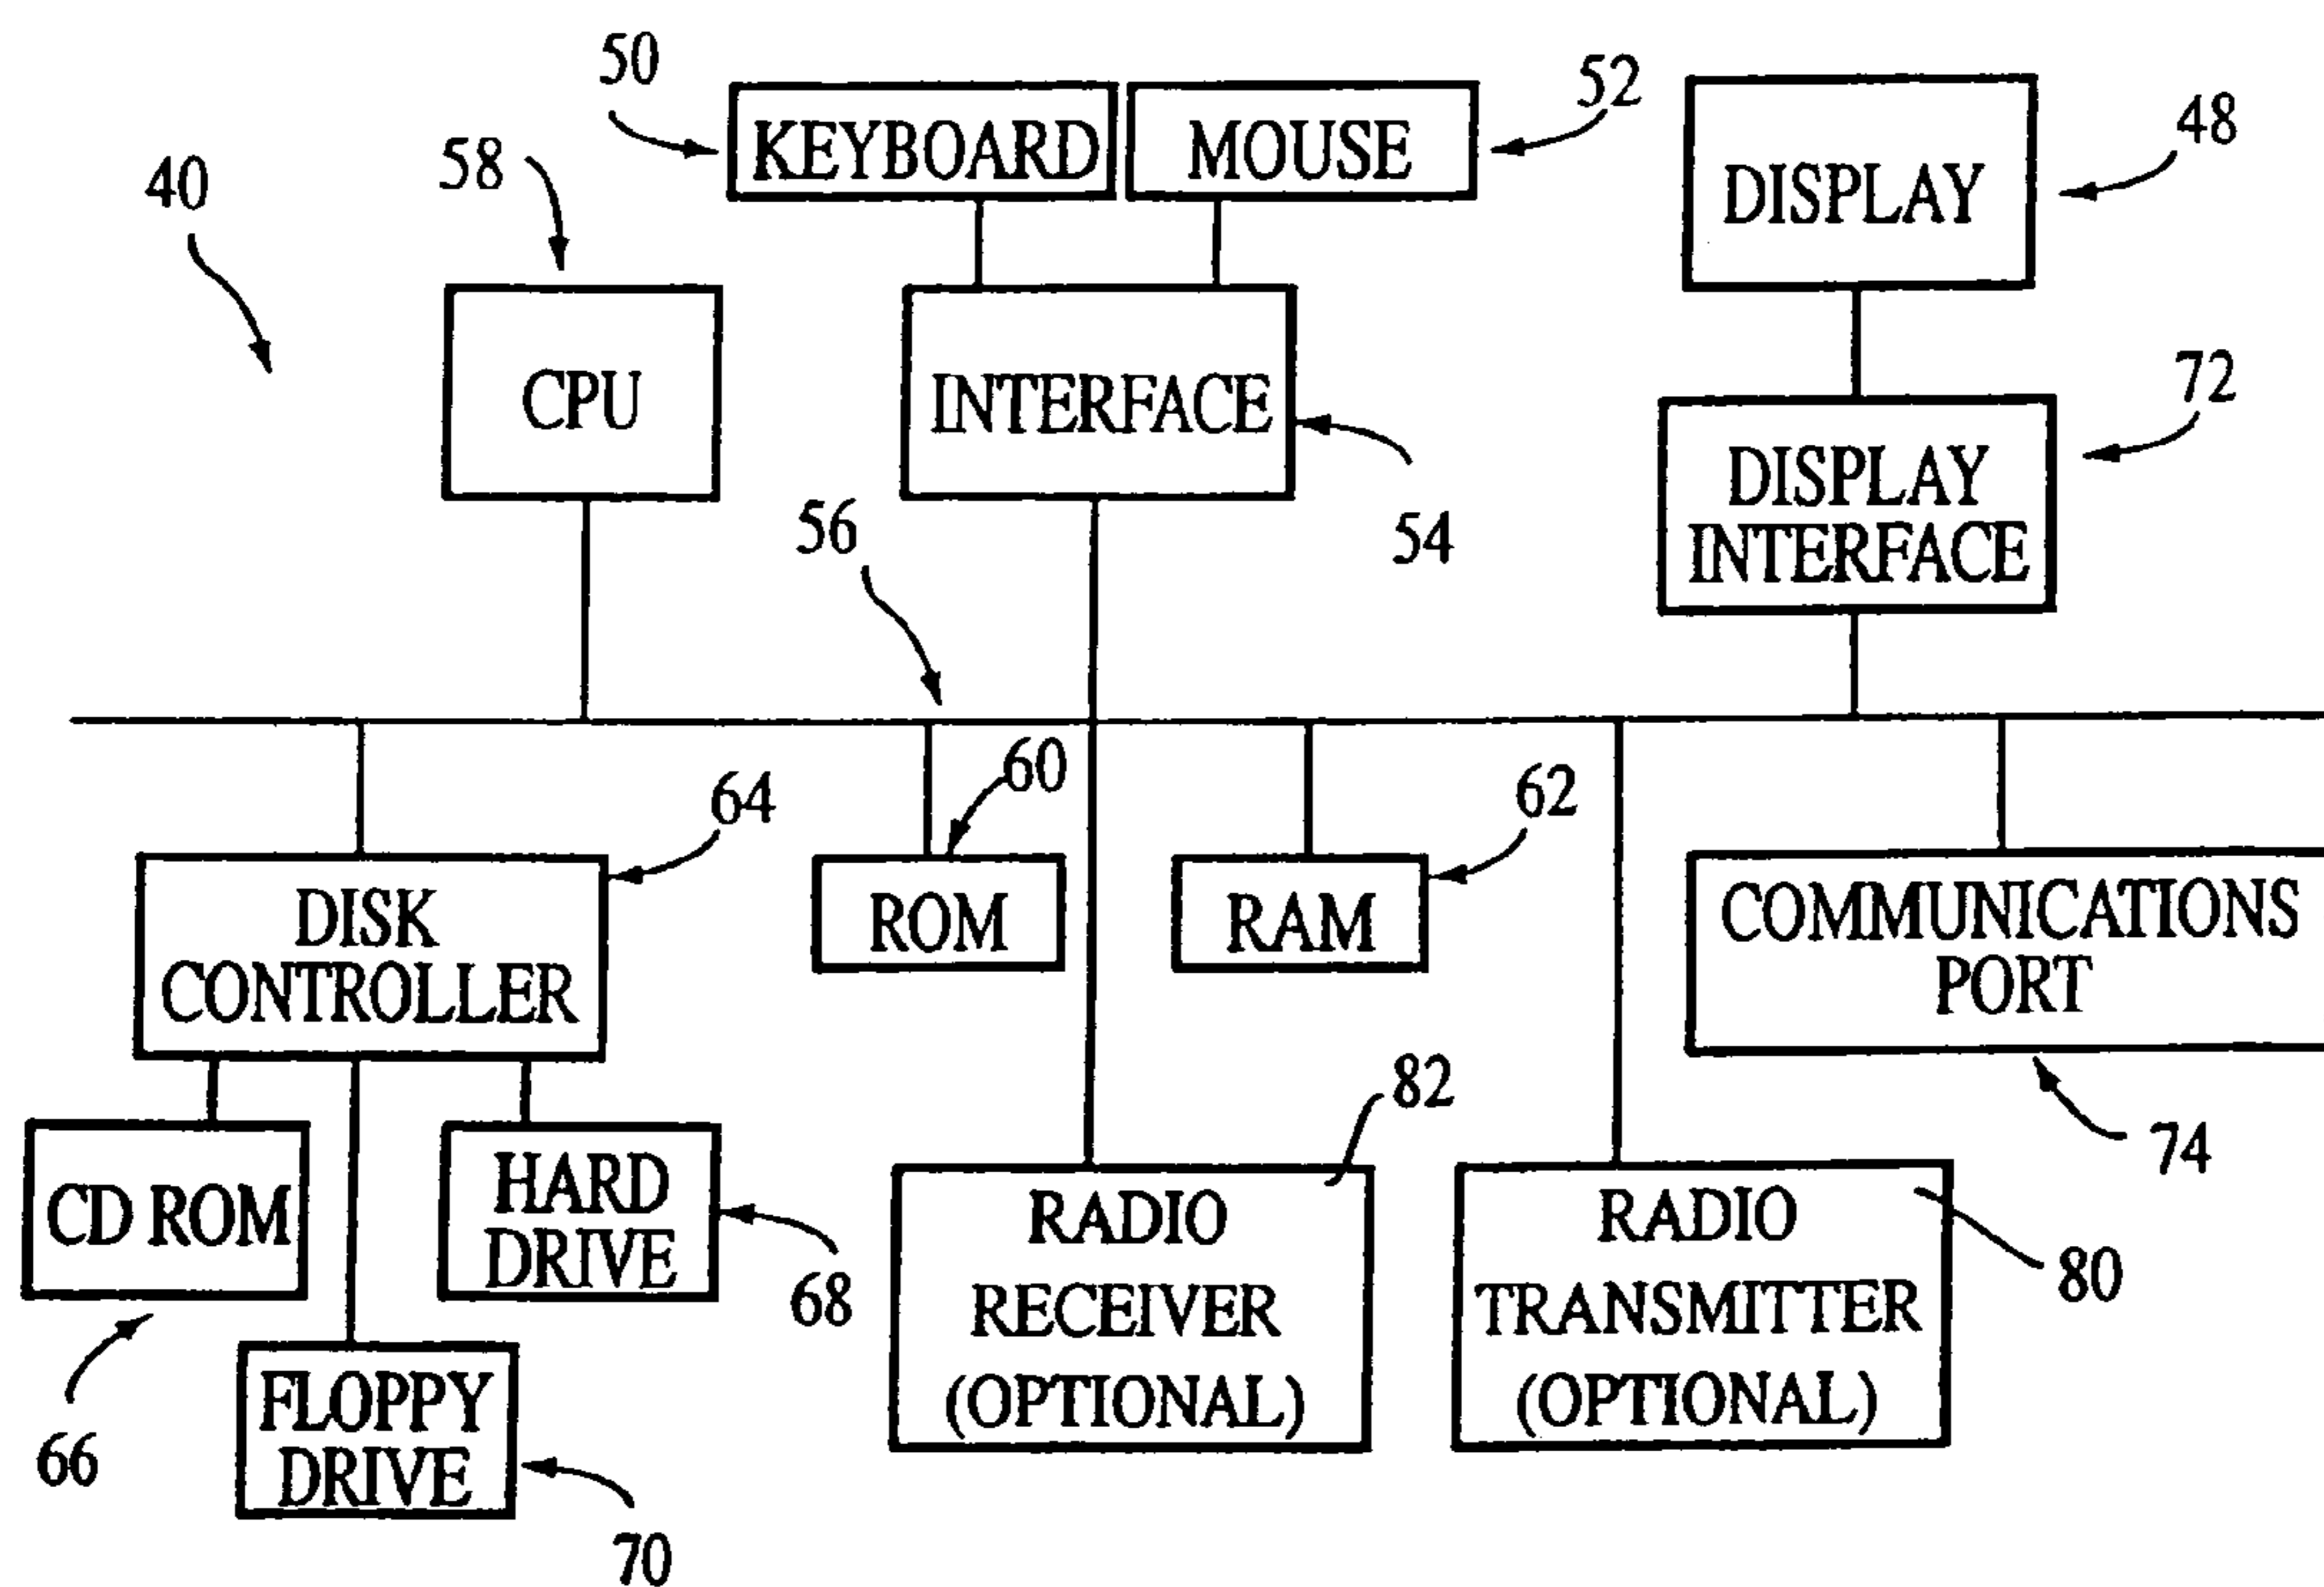 50
KEYBOARD
MOUSE
52
DISPLAY
48
40
58
CPU
INTERFACE
54
72
DISPLAY
INTERFACE
56
64
60
62
DISK
CONTROLLER
ROM
RAM
COMMUNICATIONS
PORT
74
CD ROM
66
HARD
DRIVE
68
FLOPPY
DRIVE
70
82
RADIO
RECEIVER
(OPTIONAL)
RADIO
TRANSMITTER
(OPTIONAL)
80